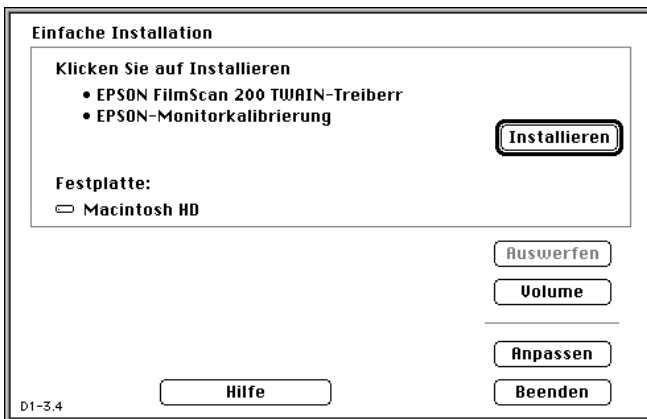 Einfache Installation
Klicken Sie auf Installieren
• EPSON FilmScan 200 TWAIN-Treiberr
• EPSON-Monitorkalibrierung
Installieren
Festplatte:
Macintosh HD
Auswerfen
Volume
Anpassen
Hilfe
Beenden
D1-3.4